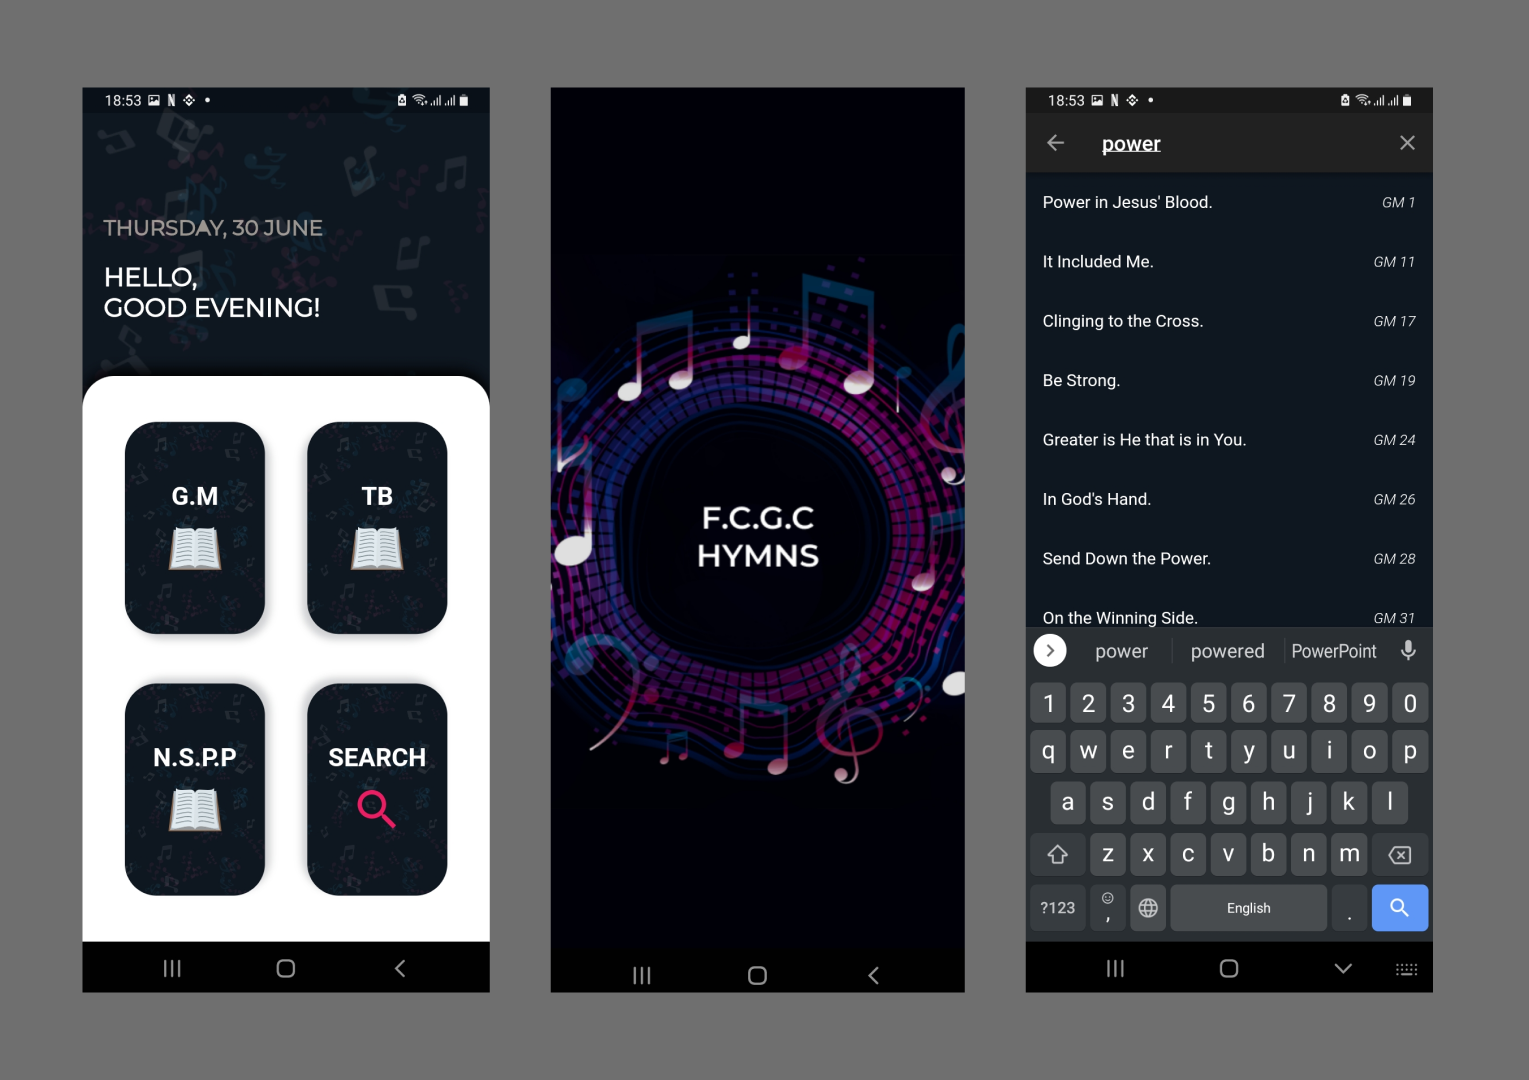 18:53
THURSDAY, 30 JUNE
HELLO,
GOOD EVENING!
G.M
TB
N.S.P.P
SEARCH
F.C.G.C
HYMNS
18:53
power
Power in Jesus' Blood. GM 1
It Included Me. GM 11
Clinging to the Cross. GM 17
Be Strong. GM 19
Greater is He that is in You. GM 24
In God's Hand. GM 26
Send Down the Power. GM 28
On the Winning Side. GM 31
power powered PowerPoint
1 2 3 4 5 6 7 8 9 0
q w e r t y u i o p
a s d f g h j k l
z x c v b n m
?123 , English .